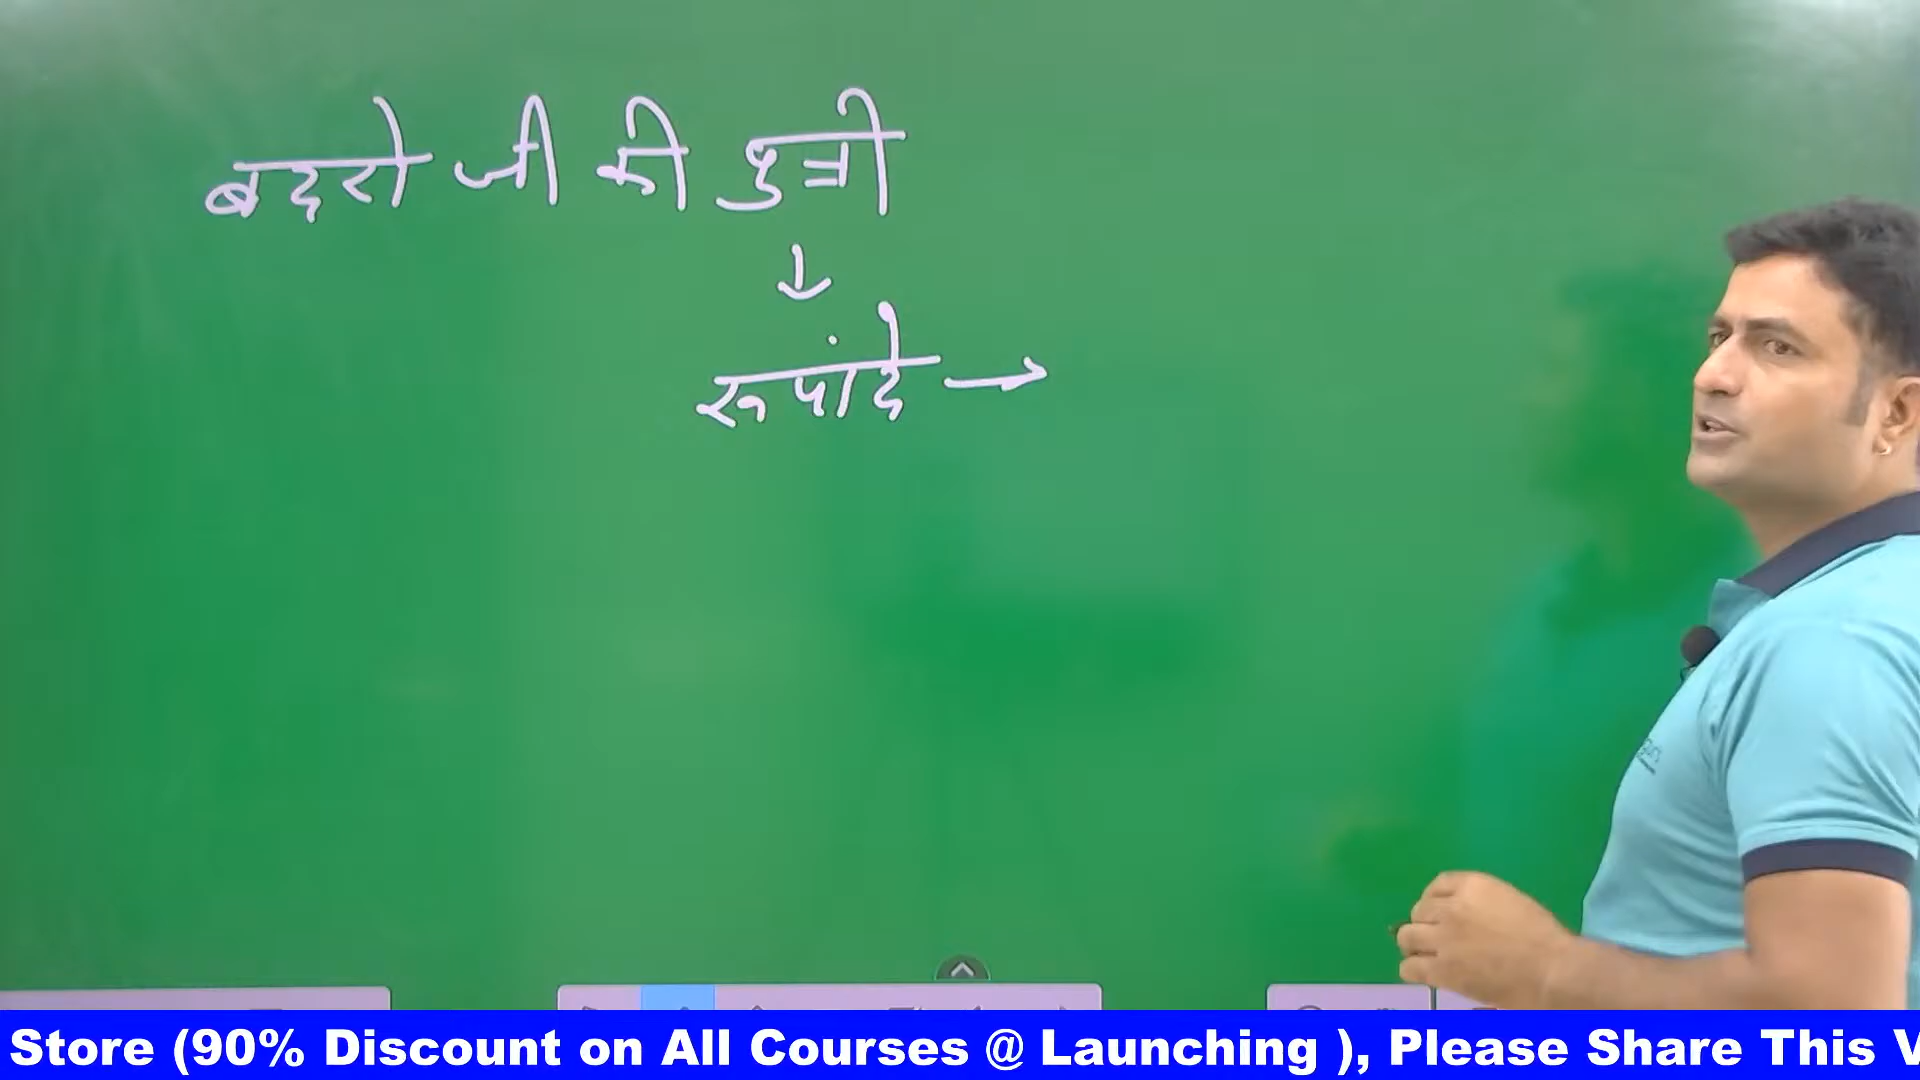 बदरो जी की पुत्री
↓
रूपांदे →
Store (90% Discount on All Courses @ Launching ), Please Share This V